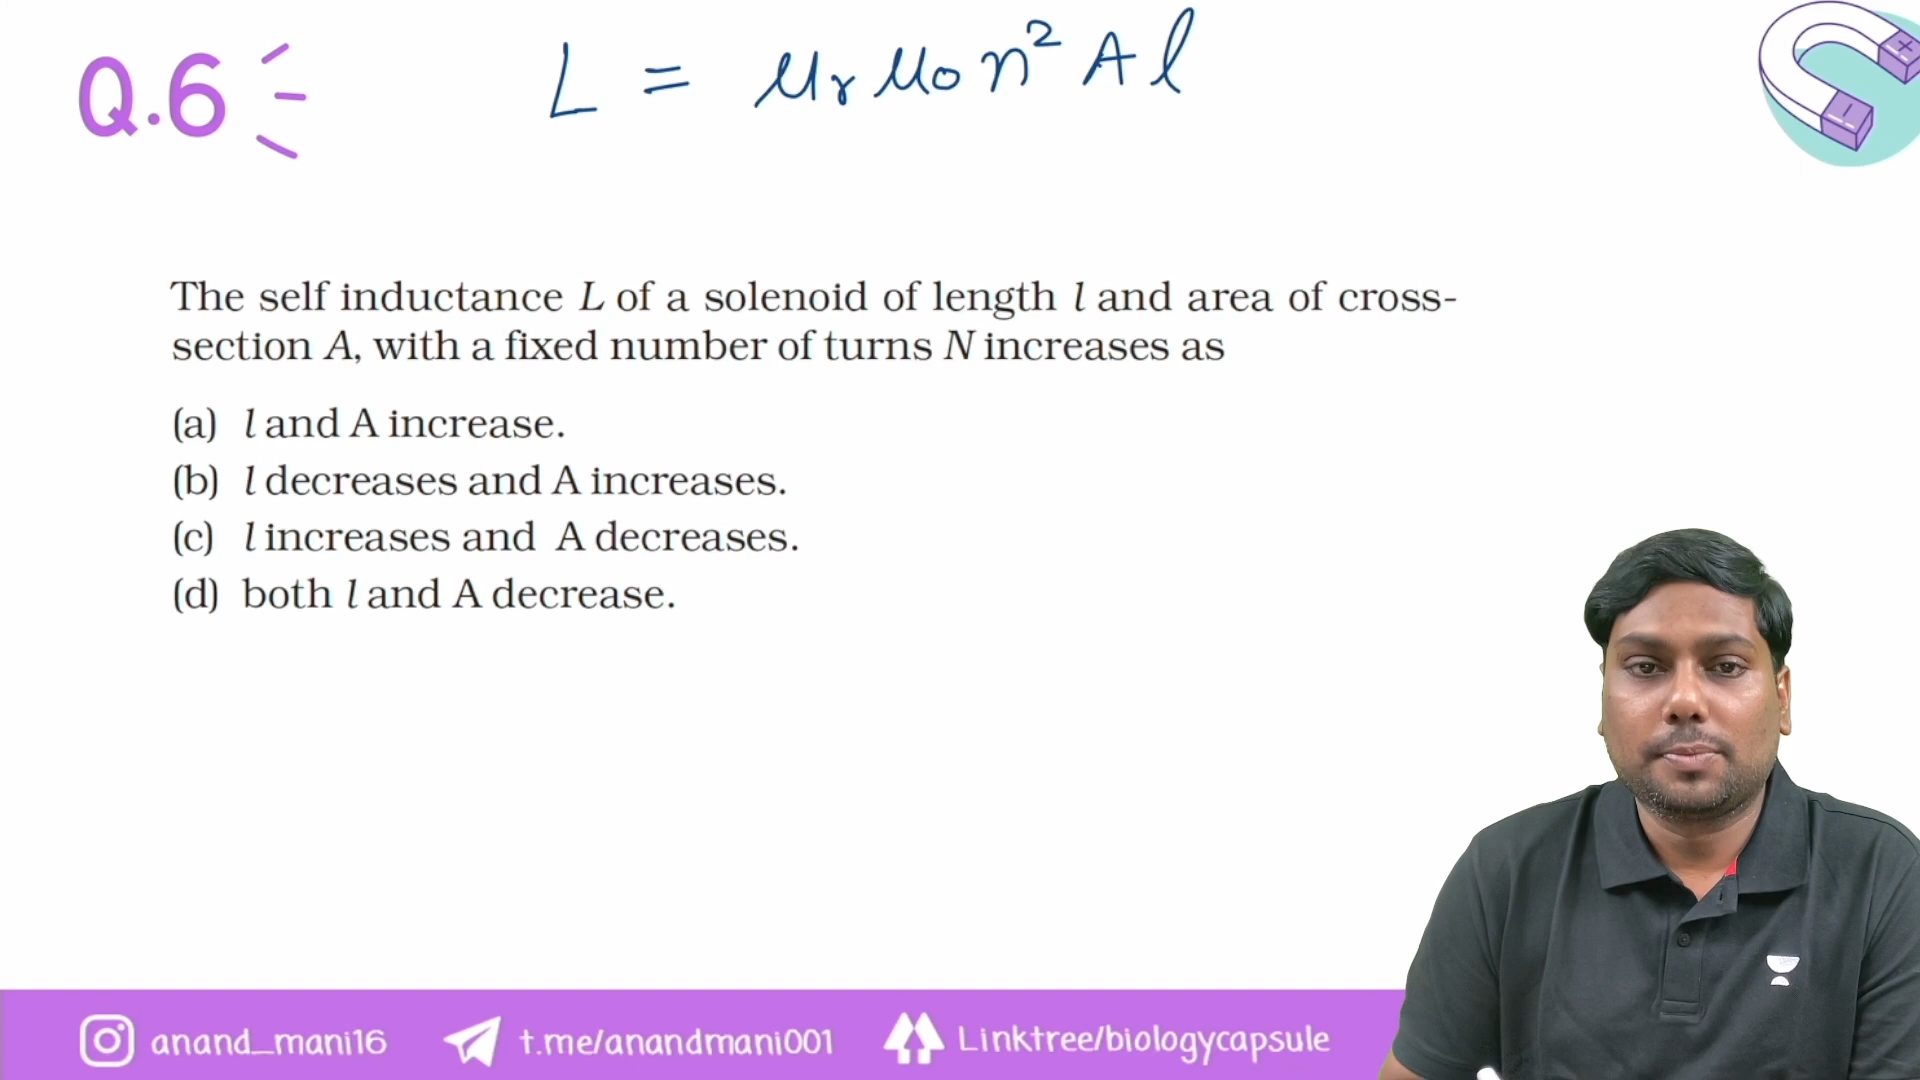 Q.6
L = μr μo n² A l
The self inductance L of a solenoid of length l and area of cross-
section A, with a fixed number of turns N increases as
(a) l and A increase.
(b) l decreases and A increases.
(c) l increases and A decreases.
(d) both l and A decrease.
anand_mani16 t.me/anandmani001 Linktree/biologycapsule